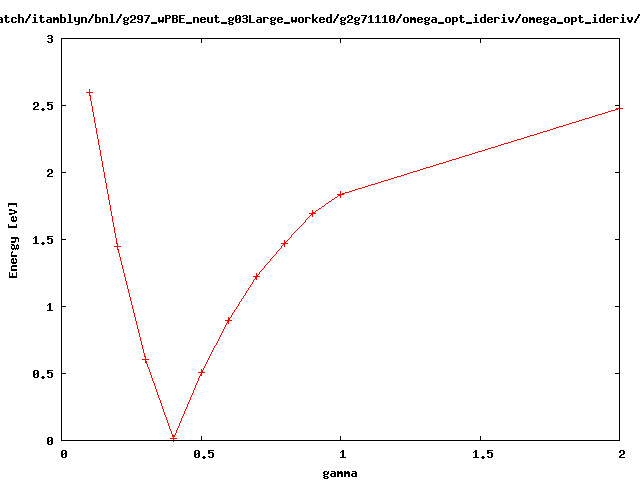 atch/itamblyn/bnl/g297_wPBE_neut_g03Large_worked/g2g71110/omega_opt_ideriv/omega_opt_ideriv/
3
2.5
2
1.5
1
0.5
0
Energy [eV]
0 0.5 1 1.5 2
gamma